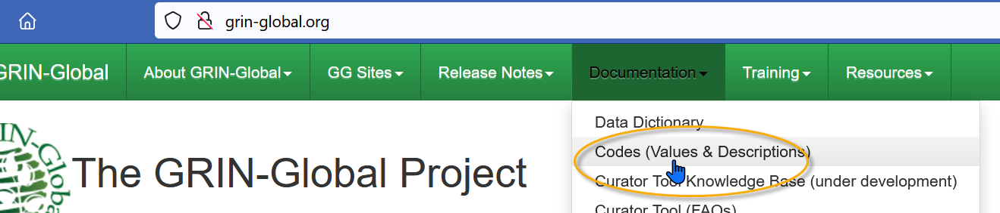 grin-global.org
GRIN-Global About GRIN-Global GG Sites Release Notes Documentation Training Resources
Data Dictionary
Codes (Values & Descriptions)
The GRIN-Global Project
Curator Tool Knowledge Base (under development)
Curator Tool (FAQs)